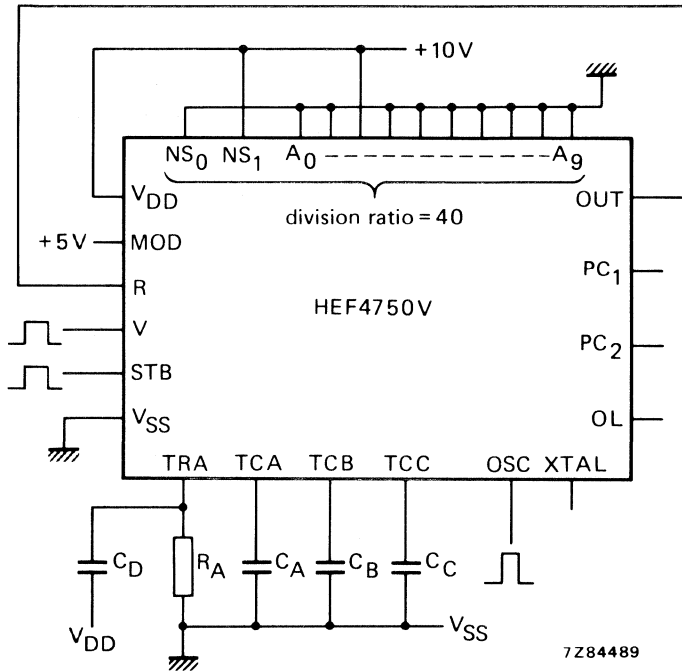 +10V
NS0 NS1 A0 A9
VDD
division ratio = 40
OUT
+5V MOD
R
PC1
HEF4750V
V
PC2
STB
VSS
OL
TRA TCA TCB TCC OSC XTAL
CD RA CA CB CC
VDD
VSS
7Z84489